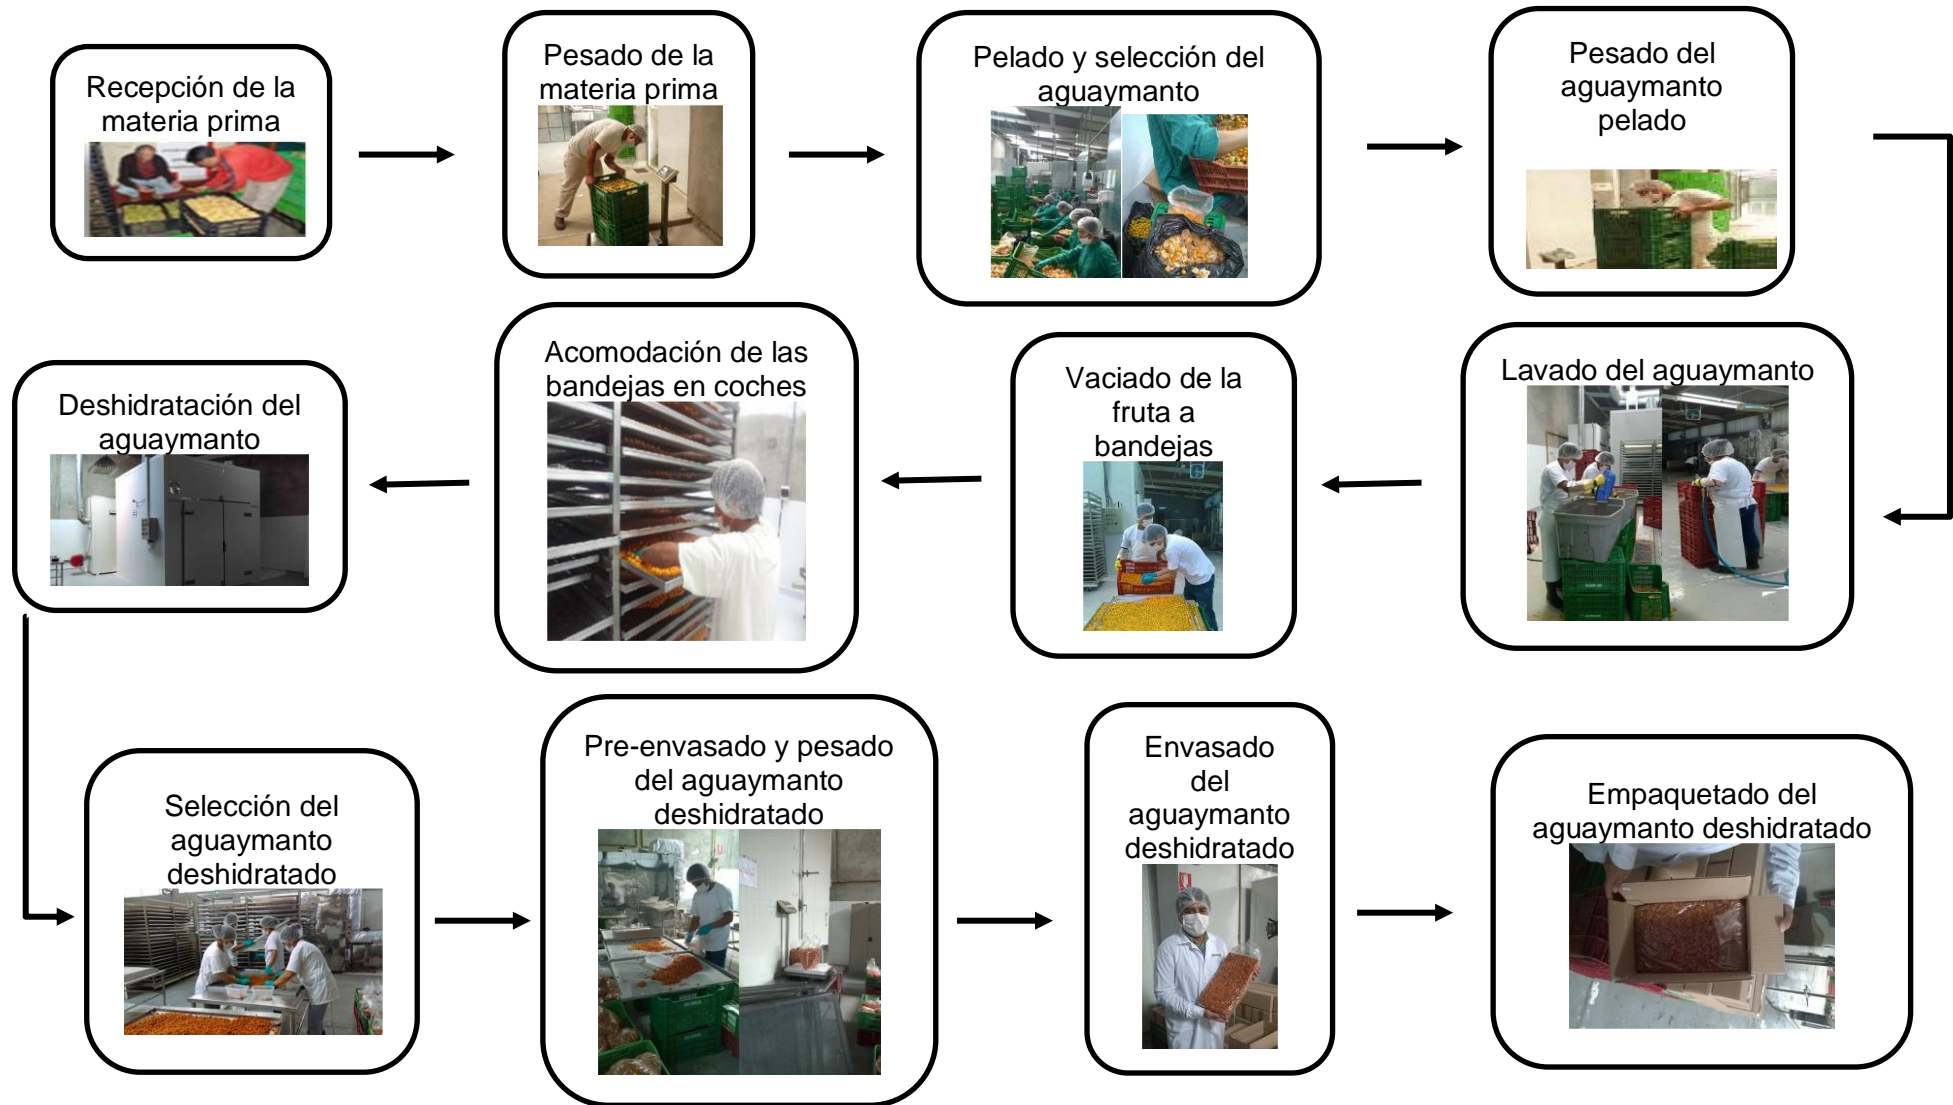 Recepción de la
materia prima
Pesado de la
materia prima
Pelado y selección del
aguaymanto
Pesado del
aguaymanto
pelado
Lavado del aguaymanto
Vaciado de la
fruta a
bandejas
Acomodación de las
bandejas en coches
Deshidratación del
aguaymanto
Selección del
aguaymanto
deshidratado
Pre-envasado y pesado
del aguaymanto
deshidratado
Envasado
del
aguaymanto
deshidratado
Empaquetado del
aguaymanto deshidratado